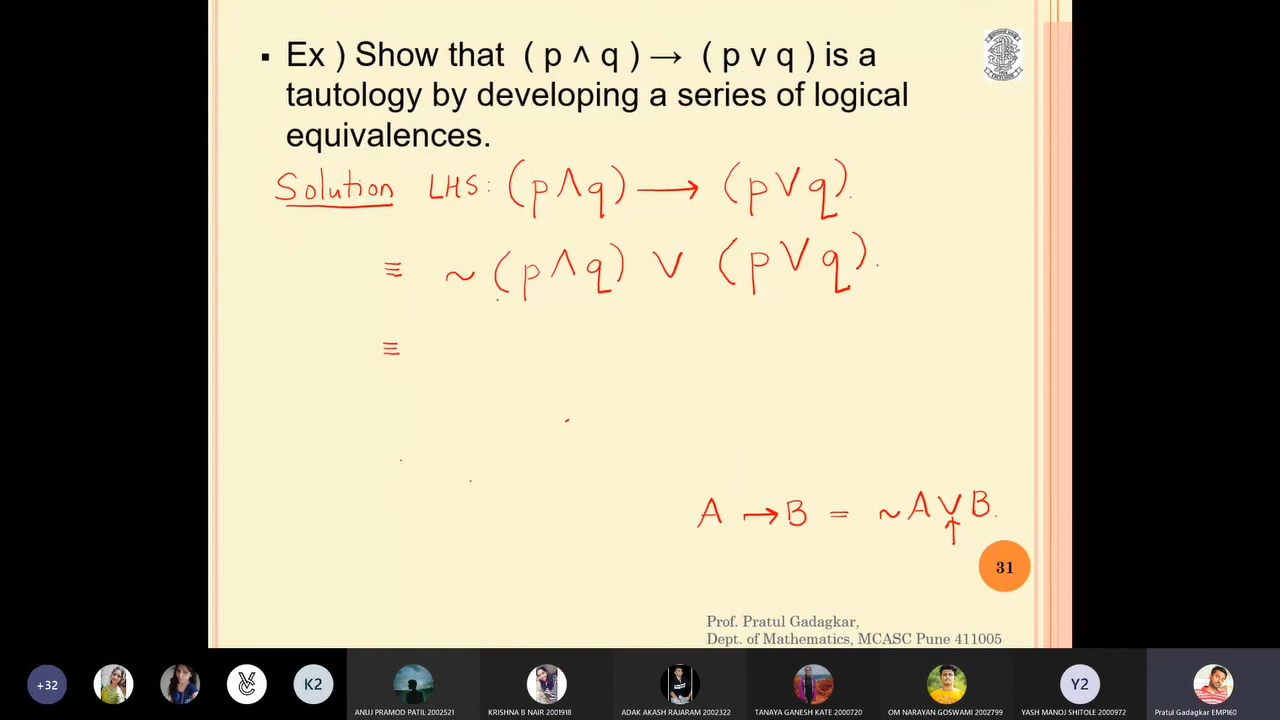 ▪ Ex ) Show that ( p ∧ q ) → ( p v q ) is a
tautology by developing a series of logical
equivalences.
Solution LHS: (p∧q) → (p∨q).
≡ ~(p∧q) ∨ (p∨q).
≡
A → B = ~A∨B.
↑
31
Prof. Pratul Gadagkar,
Dept. of Mathematics, MCASC Pune 411005
+32
K2
Y2
ANUJ PRAMOD PATIL 2002521
KRISHNA B NAIR 2001918
ADAK AKASH RAJARAM 2002322
TANAYA GANESH KATE 2000720
OM NARAYAN GOSWAMI 2002799
YASH MANOJ SHITOLE 2000972
Pratul Gadagkar EMP160